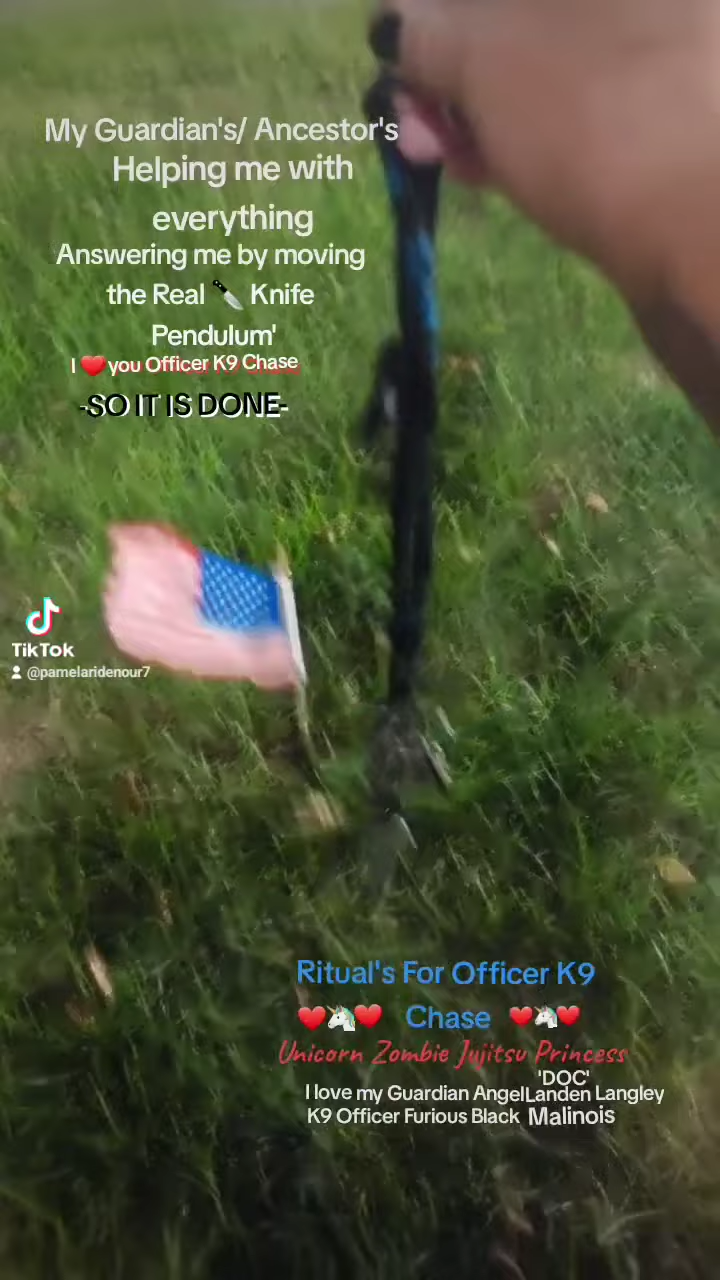 My Guardian's/ Ancestor's
Helping me with
everything
Answering me by moving
the Real 🔪 Knife
Pendulum'
I ❤️ you Officer K9 Chase
-SO IT IS DONE-
TikTok
@pamelaridenour7
Ritual's For Officer K9
❤️🦄❤️ Chase ❤️🦄❤️
Unicorn Zombie Jujitsu Princess
'DOC'
I love my Guardian Angel Landen Langley
K9 Officer Furious Black Malinois